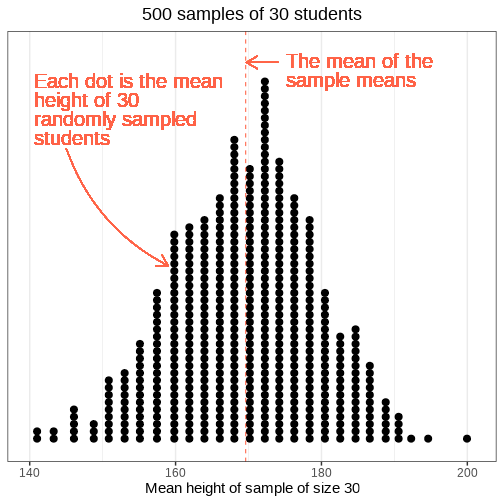 500 samples of 30 students
The mean of the
sample means
Each dot is the mean
height of 30
randomly sampled
students
140
160
180
200
Mean height of sample of size 30